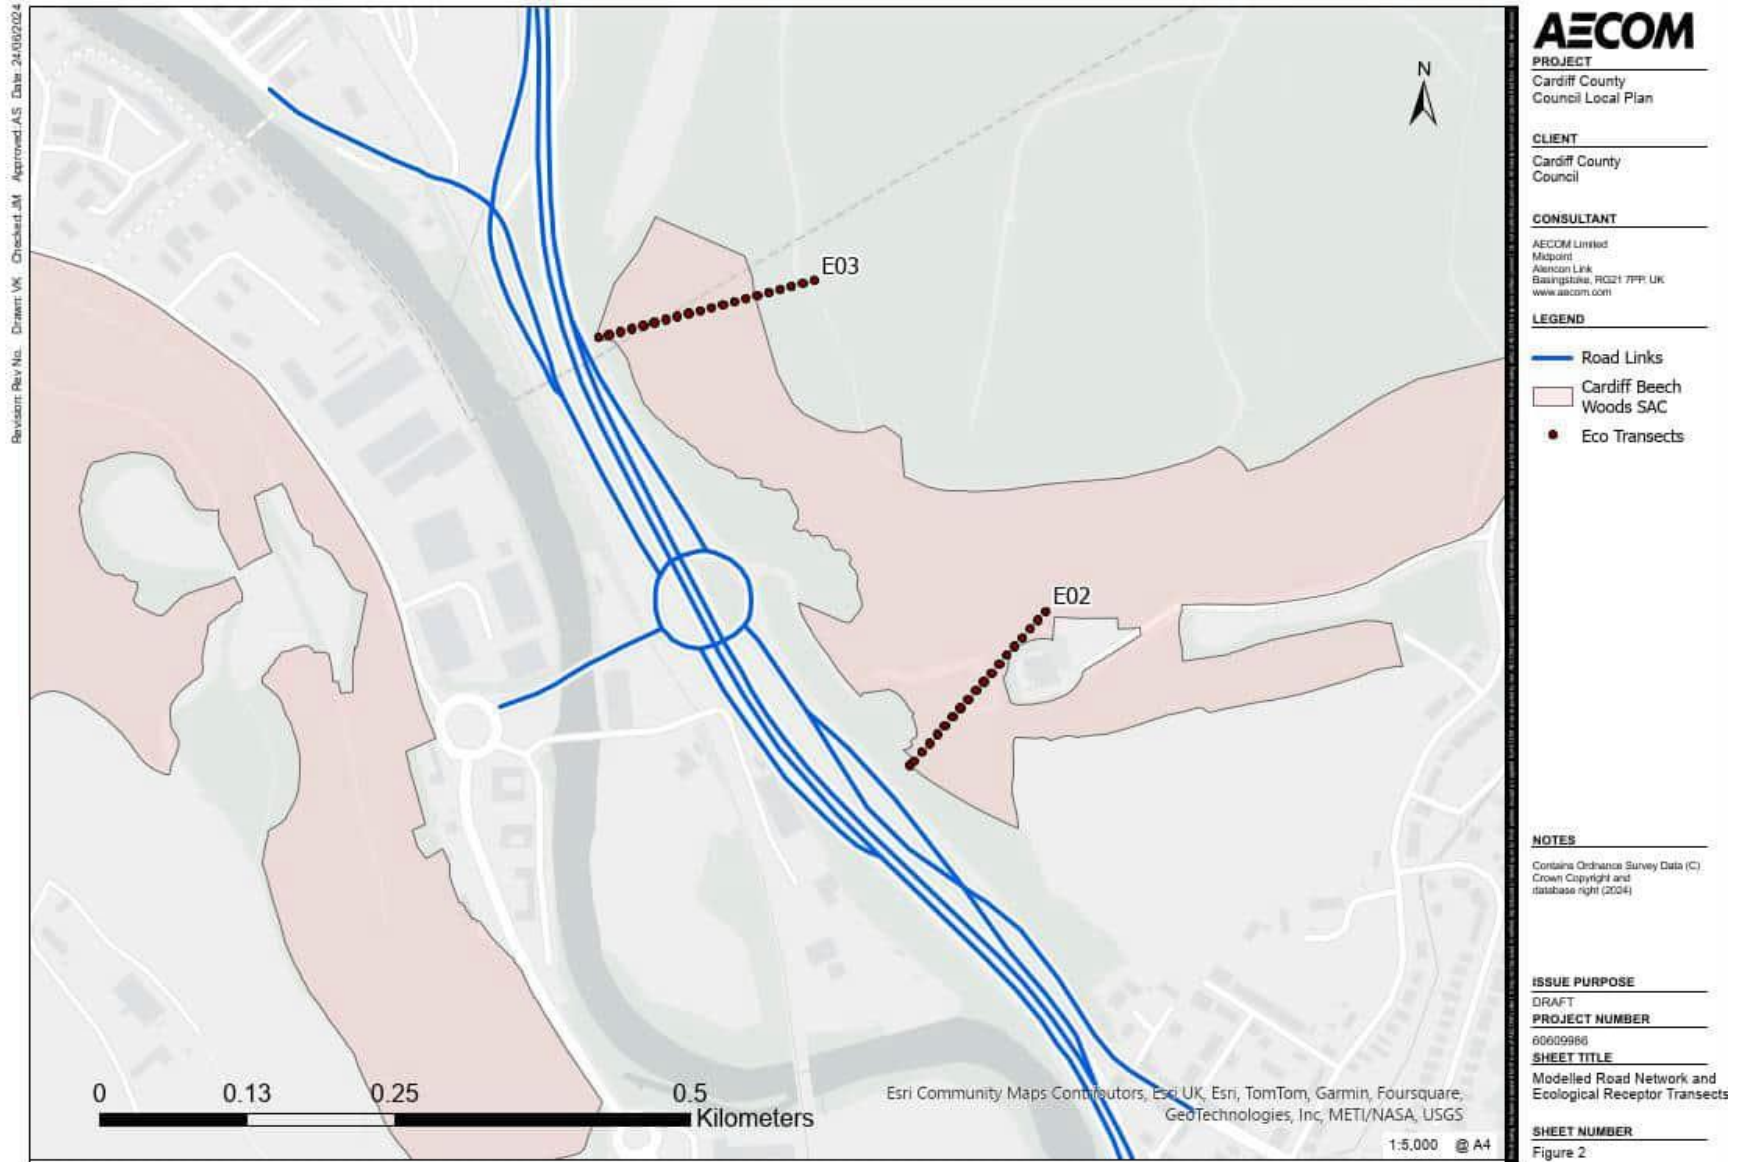 Revision: Rev No. Drawn: VK Checked: JM Approved: AS Date: 24/06/2024
N
E03
E02
0 0.13 0.25 0.5
Kilometers
Esri Community Maps Contributors, Esri UK, Esri, TomTom, Garmin, Foursquare,
GeoTechnologies, Inc, METI/NASA, USGS
1:5,000 @ A4
AECOM
PROJECT
Cardiff County
Council Local Plan
CLIENT
Cardiff County
Council
CONSULTANT
AECOM Limited
Midpoint
Alencon Link
Basingstoke, RG21 7PP. UK
www.aecom.com
LEGEND
Road Links
Cardiff Beech
Woods SAC
Eco Transects
NOTES
Contains Ordnance Survey Data (C)
Crown Copyright and
database right (2024)
ISSUE PURPOSE
DRAFT
PROJECT NUMBER
60609986
SHEET TITLE
Modelled Road Network and
Ecological Receptor Transects
SHEET NUMBER
Figure 2